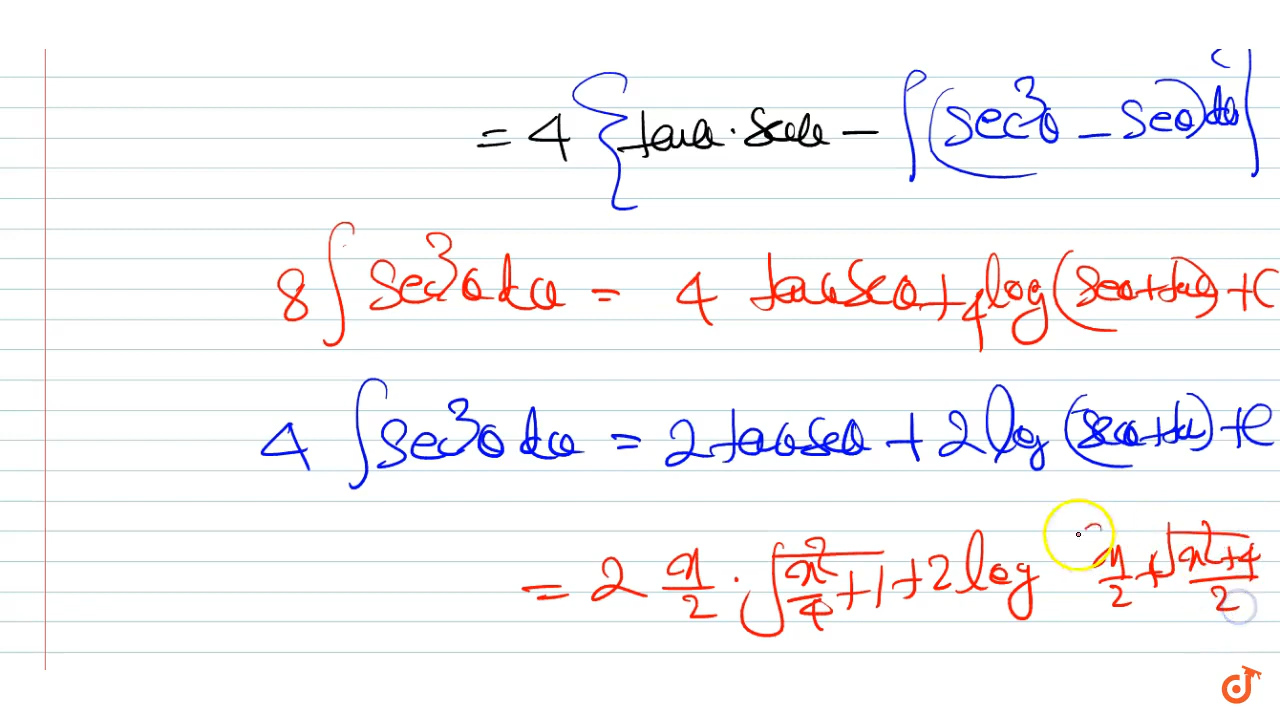 = 4 { tanθ · secθ − ∫ (sec³θ − secθ) dθ }
8 ∫ sec³θ dθ = 4 tanθ secθ + 4 log (secθ + tanθ) + C
4 ∫ sec³θ dθ = 2 tanθ secθ + 2 log (secθ + tanθ) + C
= 2 x/2 · √(x²/4 + 1) + 2 log x/2 + √(x²+4)/2